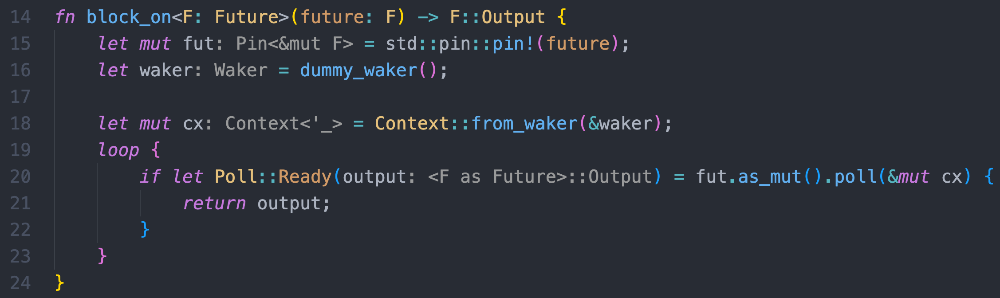 14 fn block_on<F: Future>(future: F) -> F::Output {
15     let mut fut: Pin<&mut F> = std::pin::pin!(future);
16     let waker: Waker = dummy_waker();
17
18     let mut cx: Context<'_> = Context::from_waker(&waker);
19     loop {
20         if let Poll::Ready(output: <F as Future>::Output) = fut.as_mut().poll(&mut cx) {
21             return output;
22         }
23     }
24 }